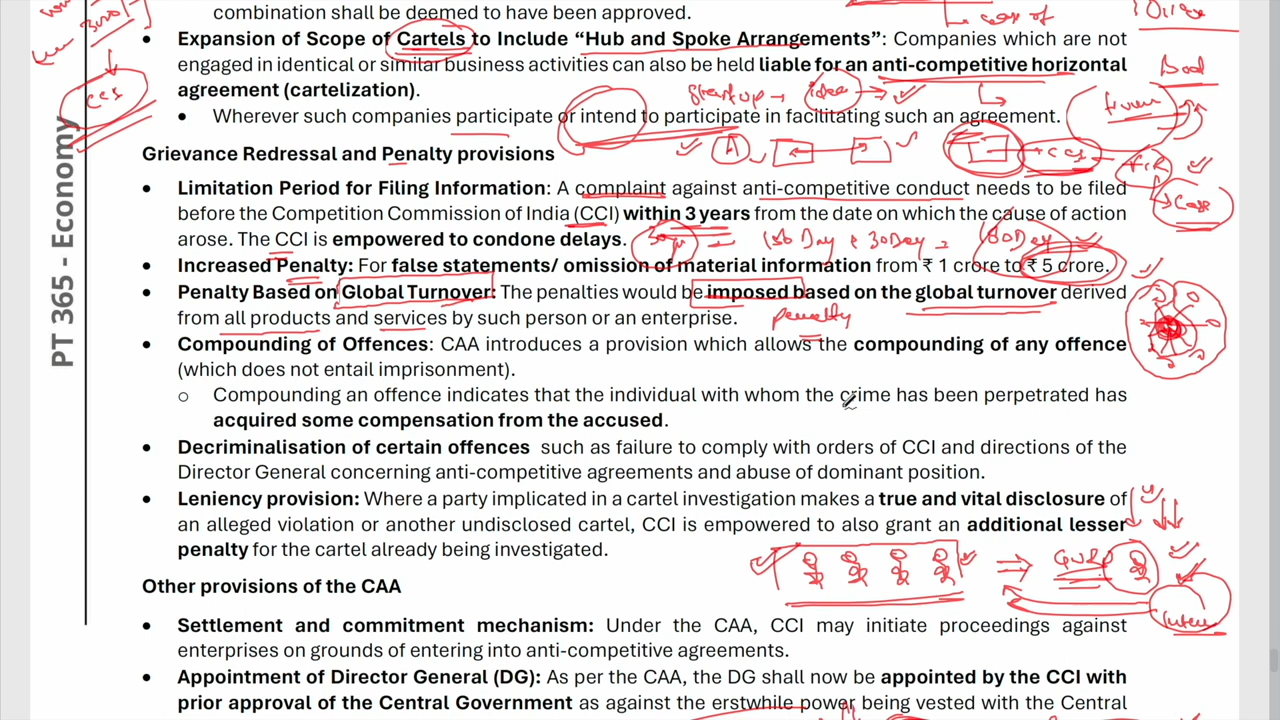 combination shall be deemed to have been approved.
case of
• Expansion of Scope of Cartels to Include “Hub and Spoke Arrangements”: Companies which are not
engaged in identical or similar business activities can also be held liable for an anti-competitive horizontal
agreement (cartelization).
CCI
Startup → idea →
• Wherever such companies participate or intend to participate in facilitating such an agreement.
A
Grievance Redressal and Penalty provisions
+CCI
FIR
• Limitation Period for Filing Information: A complaint against anti-competitive conduct needs to be filed
before the Competition Commission of India (CCI) within 3 years from the date on which the cause of action
Case
arose. The CCI is empowered to condone delays.
150 Day + 30 Day = 180 Day
• Increased Penalty: For false statements/ omission of material information from ₹ 1 crore to ₹ 5 crore.
• Penalty Based on Global Turnover: The penalties would be imposed based on the global turnover derived
from all products and services by such person or an enterprise.
penalty
• Compounding of Offences: CAA introduces a provision which allows the compounding of any offence
(which does not entail imprisonment).
○ Compounding an offence indicates that the individual with whom the crime has been perpetrated has
acquired some compensation from the accused.
• Decriminalisation of certain offences such as failure to comply with orders of CCI and directions of the
Director General concerning anti-competitive agreements and abuse of dominant position.
• Leniency provision: Where a party implicated in a cartel investigation makes a true and vital disclosure of
an alleged violation or another undisclosed cartel, CCI is empowered to also grant an additional lesser
penalty for the cartel already being investigated.
Other provisions of the CAA
• Settlement and commitment mechanism: Under the CAA, CCI may initiate proceedings against
enterprises on grounds of entering into anti-competitive agreements.
• Appointment of Director General (DG): As per the CAA, the DG shall now be appointed by the CCI with
prior approval of the Central Government as against the erstwhile power being vested with the Central
PT 365 - Economy